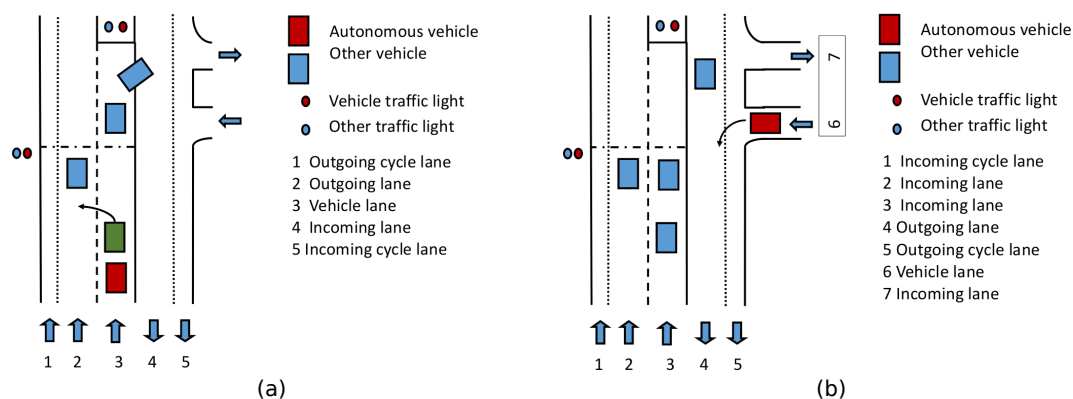 Autonomous vehicle
Other vehicle
Vehicle traffic light
Other traffic light
1 Outgoing cycle lane
2 Outgoing lane
3 Vehicle lane
4 Incoming lane
5 Incoming cycle lane
1 2 3 4 5
(a)
Autonomous vehicle
Other vehicle
Vehicle traffic light
Other traffic light
7
6
1 Incoming cycle lane
2 Incoming lane
3 Incoming lane
4 Outgoing lane
5 Outgoing cycle lane
6 Vehicle lane
7 Incoming lane
1 2 3 4 5
(b)